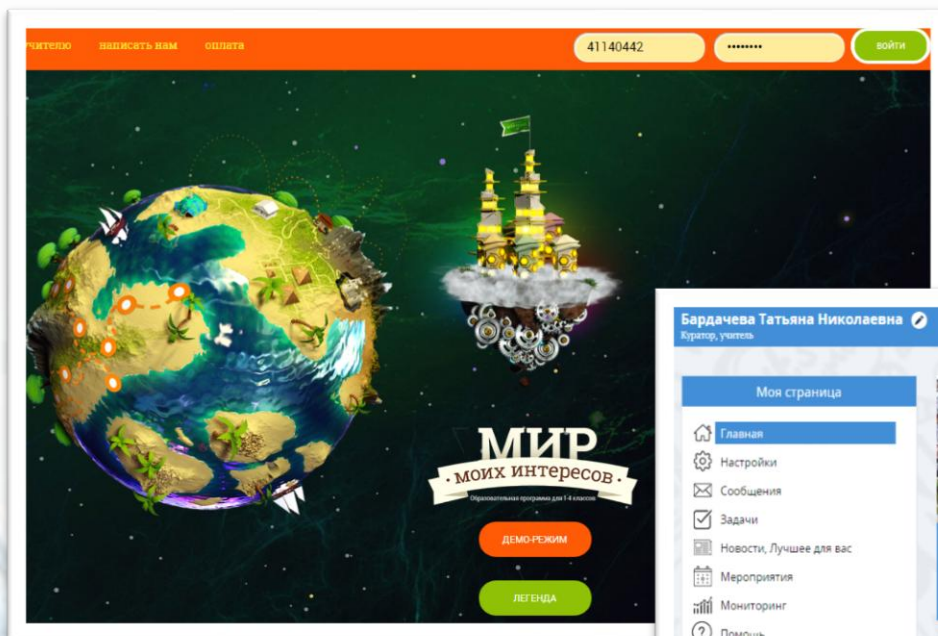 учителю написать нам оплата 41140442 •••••••• ВОЙТИ
МИР
· МОИХ ИНТЕРЕСОВ ·
Образовательная программа для 1-4 классов
ДЕМО-РЕЖИМ
ЛЕГЕНДА
Бардачева Татьяна Николаевна
Куратор, учитель
Моя страница
Главная
Настройки
Сообщения
Задачи
Новости, Лучшее для вас
Мероприятия
Мониторинг
Помощь